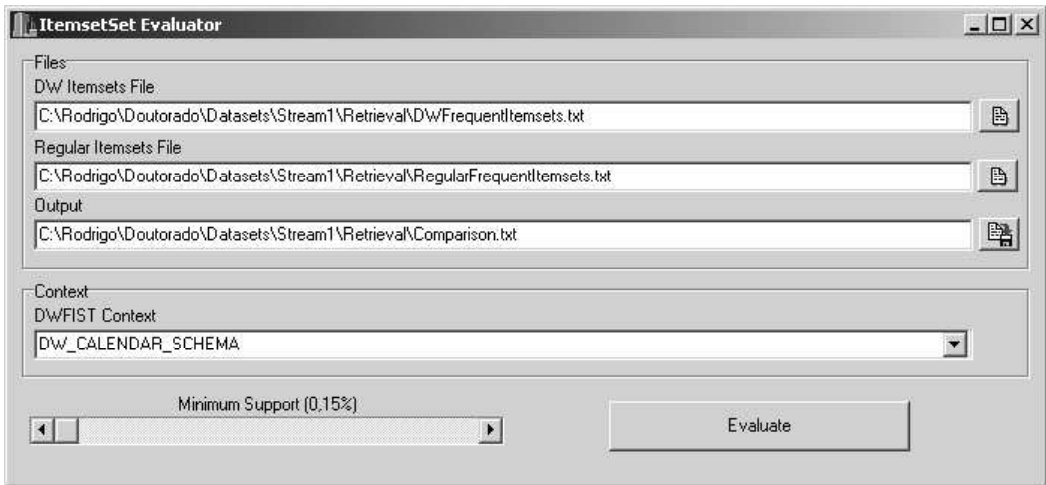 ItemsetSet Evaluator
Files
DW Itemsets File
C:\Rodrigo\Doutorado\Datasets\Stream1\Retrieval\DWFrequentItemsets.txt
Regular Itemsets File
C:\Rodrigo\Doutorado\Datasets\Stream1\Retrieval\RegularFrequentItemsets.txt
Output
C:\Rodrigo\Doutorado\Datasets\Stream1\Retrieval\Comparison.txt
Context
DWFIST Context
DW_CALENDAR_SCHEMA
Minimum Support (0,15%)
Evaluate